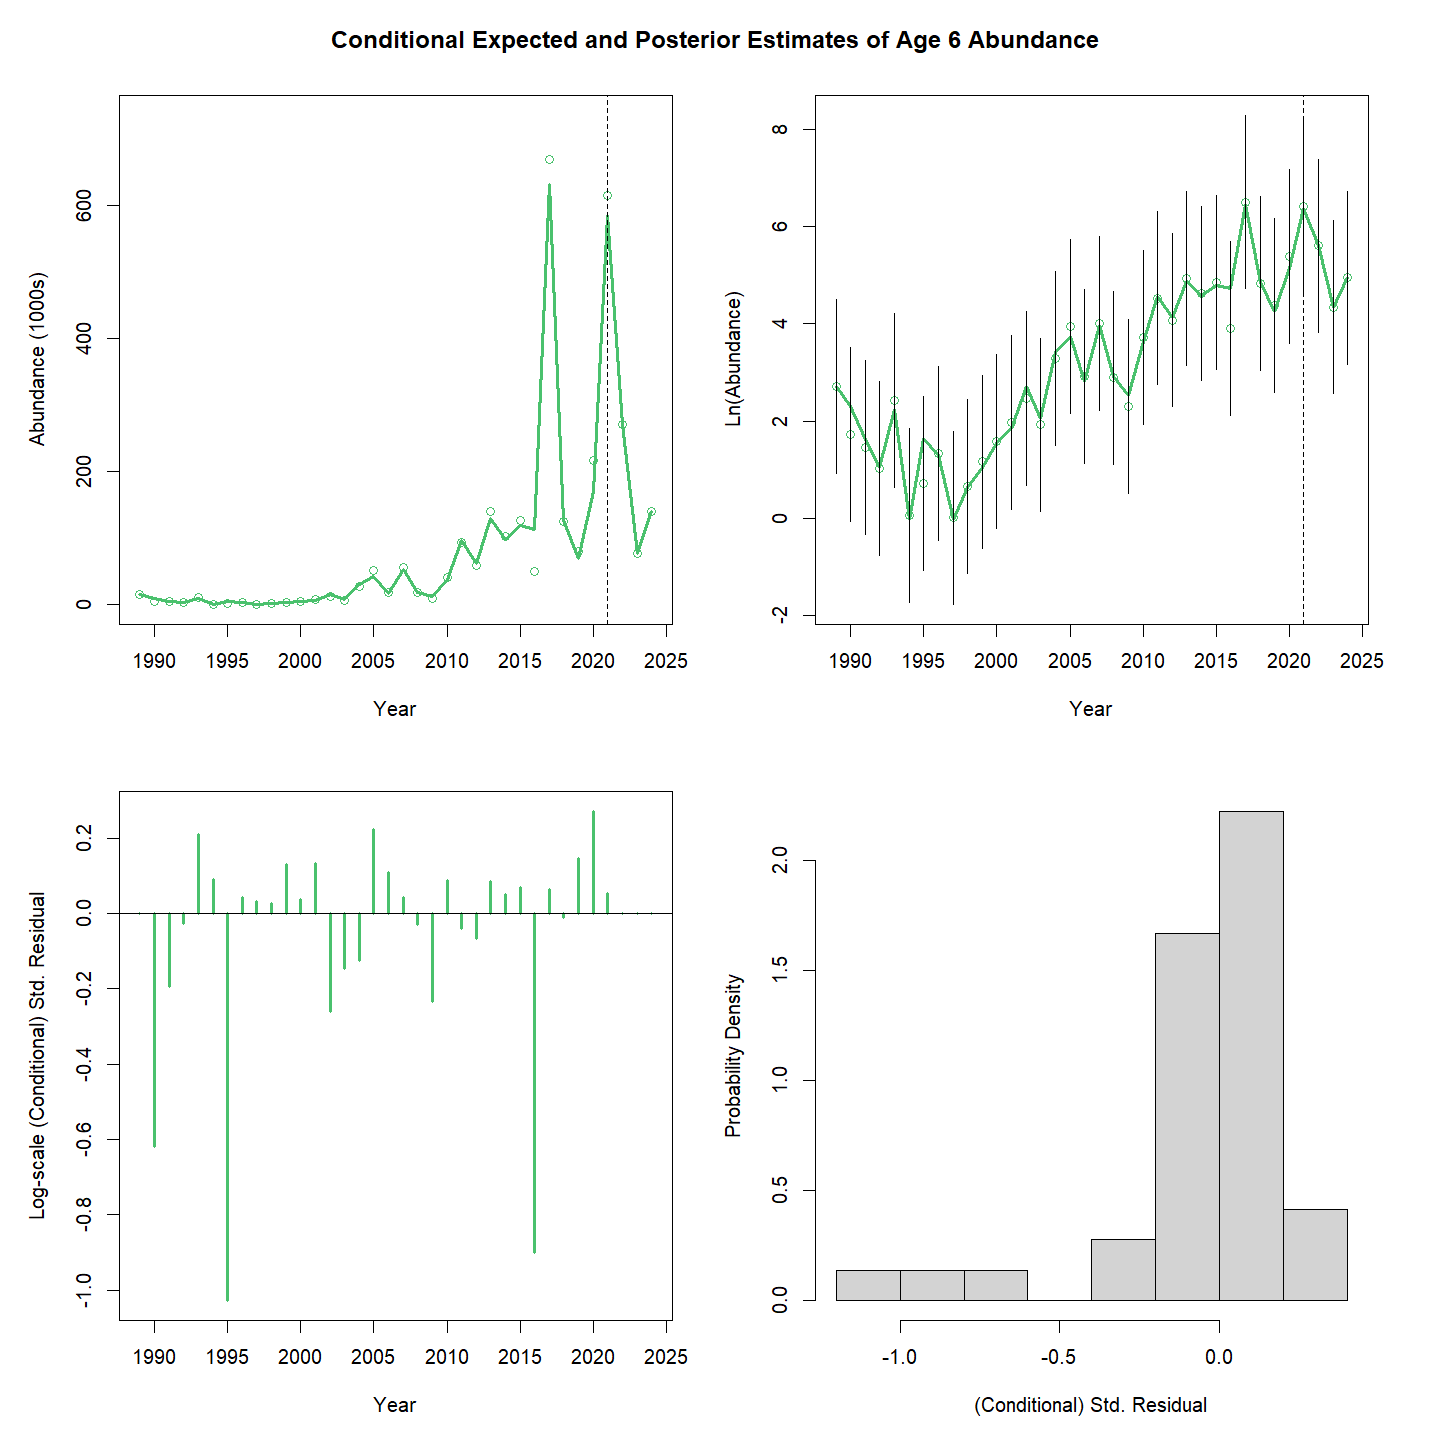 Conditional Expected and Posterior Estimates of Age 6 Abundance
Abundance (1000s)
600
400
200
0
1990 1995 2000 2005 2010 2015 2020 2025
Year
Ln(Abundance)
8
6
4
2
0
-2
1990 1995 2000 2005 2010 2015 2020 2025
Year
Log-scale (Conditional) Std. Residual
0.2
0.0
-0.2
-0.4
-0.6
-0.8
-1.0
1990 1995 2000 2005 2010 2015 2020 2025
Year
Probability Density
2.0
1.5
1.0
0.5
0.0
-1.0 -0.5 0.0
(Conditional) Std. Residual